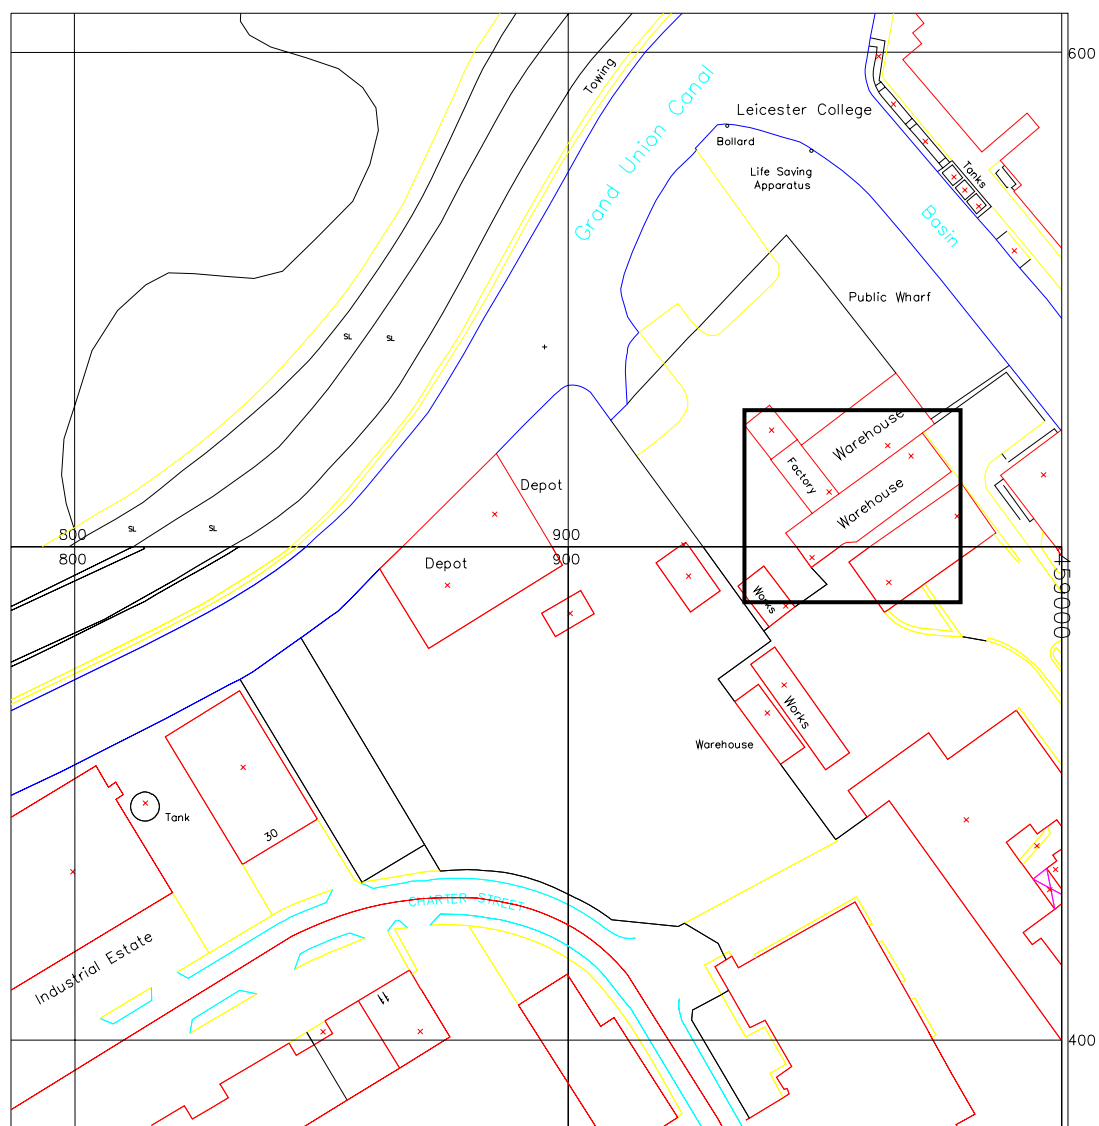 600
Towing
Grand Union Canal
Leicester College
Bollard
Life Saving
Apparatus
Tanks
Basin
Public Wharf
SL
SL
Warehouse
Factory
Warehouse
Depot
SL
SL
800
900
800
900
Depot
459000
Works
Works
Warehouse
Tank
30
CHARTER STREET
Industrial Estate
11
400